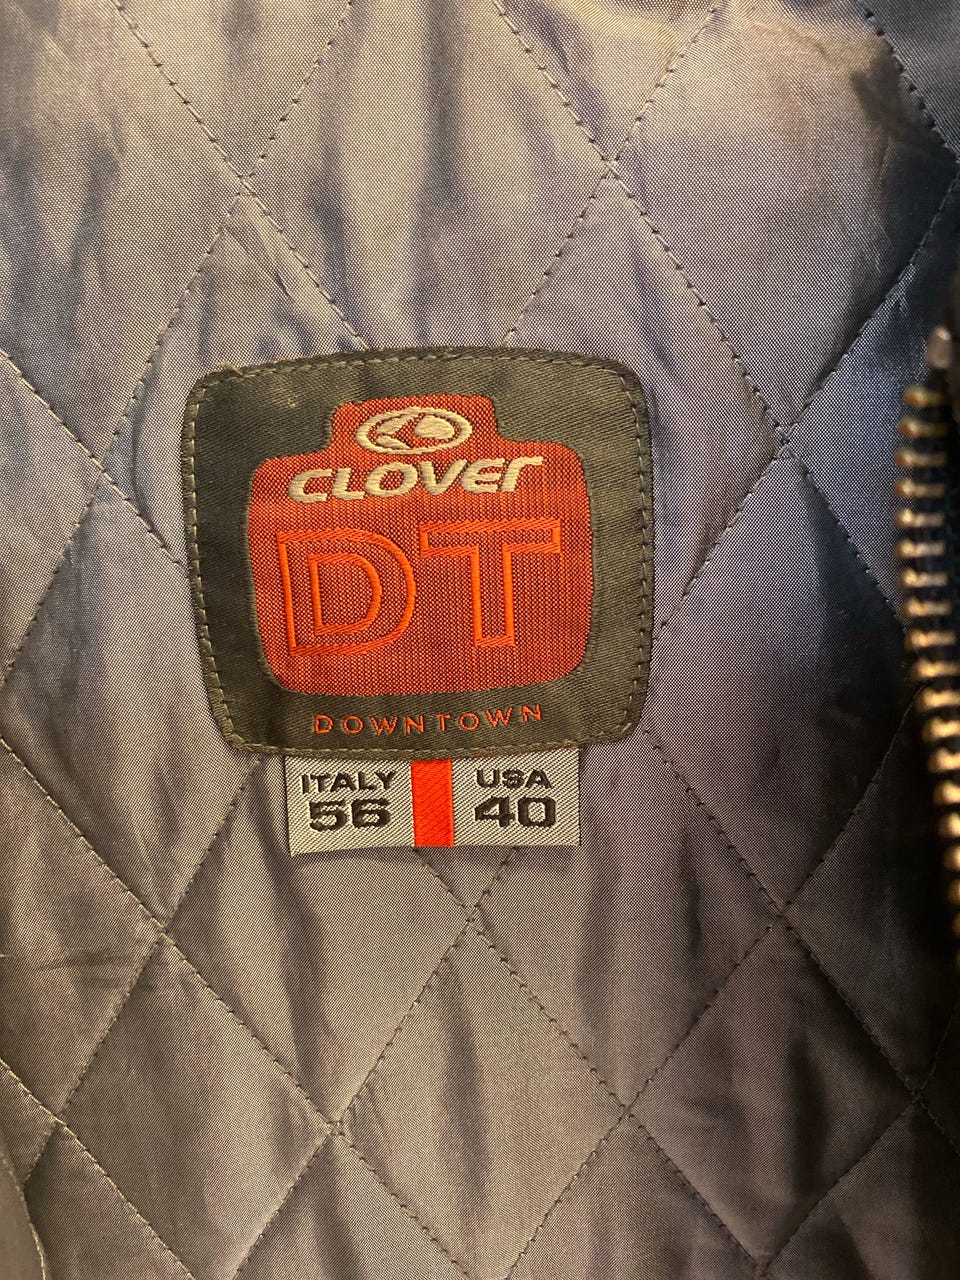 CLOVER
DT
DOWNTOWN
ITALY USA
56 40